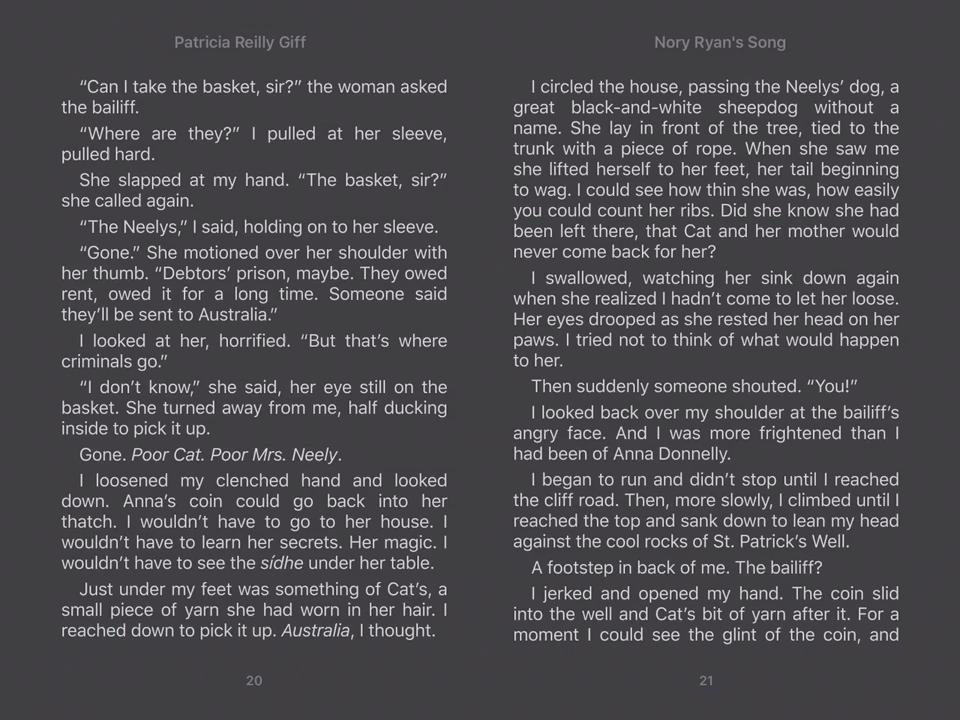 Patricia Reilly Giff
“Can I take the basket, sir?” the woman asked
the bailiff.
“Where are they?” I pulled at her sleeve,
pulled hard.
She slapped at my hand. “The basket, sir?”
she called again.
“The Neelys,” I said, holding on to her sleeve.
“Gone.” She motioned over her shoulder with
her thumb. “Debtors’ prison, maybe. They owed
rent, owed it for a long time. Someone said
they’ll be sent to Australia.”
I looked at her, horrified. “But that’s where
criminals go.”
“I don’t know,” she said, her eye still on the
basket. She turned away from me, half ducking
inside to pick it up.
Gone. Poor Cat. Poor Mrs. Neely.
I loosened my clenched hand and looked
down. Anna’s coin could go back into her
thatch. I wouldn’t have to go to her house. I
wouldn’t have to learn her secrets. Her magic. I
wouldn’t have to see the sídhe under her table.
Just under my feet was something of Cat’s, a
small piece of yarn she had worn in her hair. I
reached down to pick it up. Australia, I thought.
20
Nory Ryan's Song
I circled the house, passing the Neelys’ dog, a
great black-and-white sheepdog without a
name. She lay in front of the tree, tied to the
trunk with a piece of rope. When she saw me
she lifted herself to her feet, her tail beginning
to wag. I could see how thin she was, how easily
you could count her ribs. Did she know she had
been left there, that Cat and her mother would
never come back for her?
I swallowed, watching her sink down again
when she realized I hadn’t come to let her loose.
Her eyes drooped as she rested her head on her
paws. I tried not to think of what would happen
to her.
Then suddenly someone shouted. “You!”
I looked back over my shoulder at the bailiff’s
angry face. And I was more frightened than I
had been of Anna Donnelly.
I began to run and didn’t stop until I reached
the cliff road. Then, more slowly, I climbed until I
reached the top and sank down to lean my head
against the cool rocks of St. Patrick’s Well.
A footstep in back of me. The bailiff?
I jerked and opened my hand. The coin slid
into the well and Cat’s bit of yarn after it. For a
moment I could see the glint of the coin, and
21